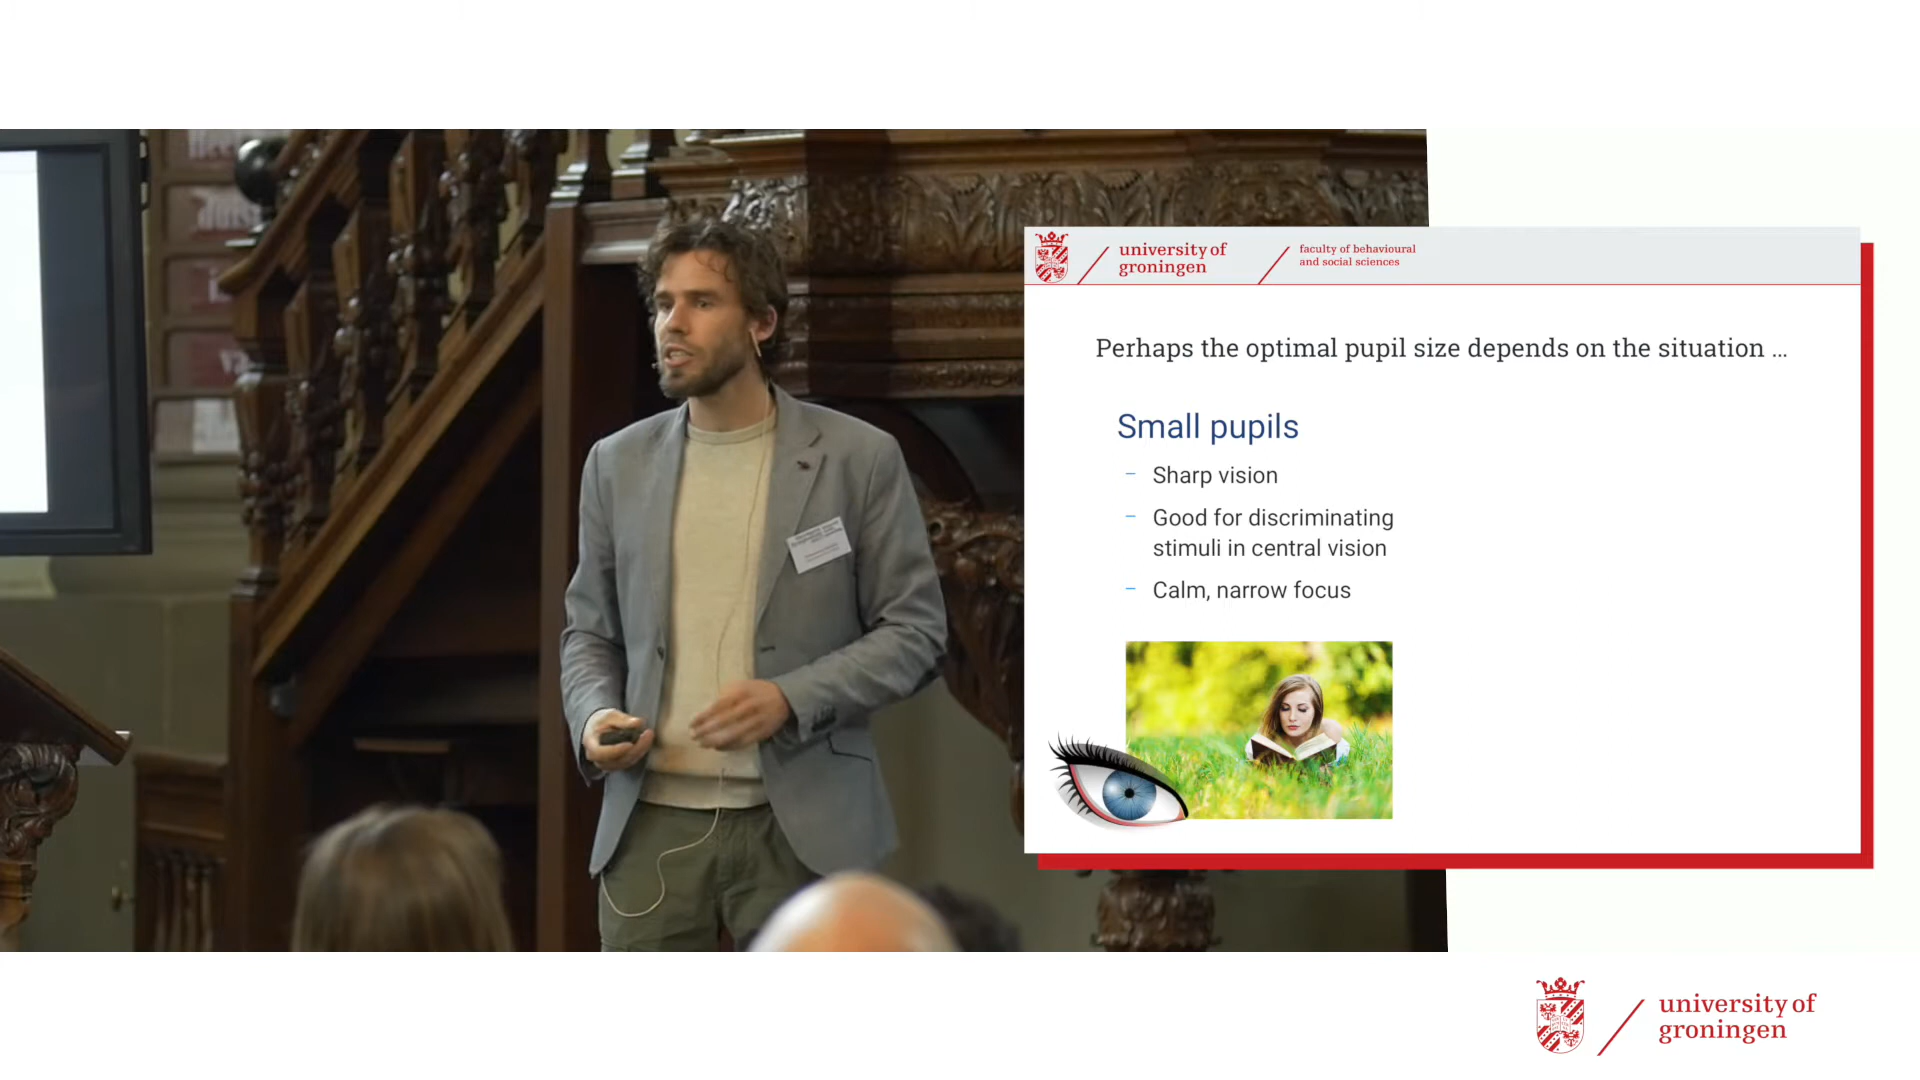 university of
groningen
faculty of behavioural
and social sciences
Perhaps the optimal pupil size depends on the situation ...
Small pupils
– Sharp vision
– Good for discriminating
stimuli in central vision
– Calm, narrow focus
university of
groningen